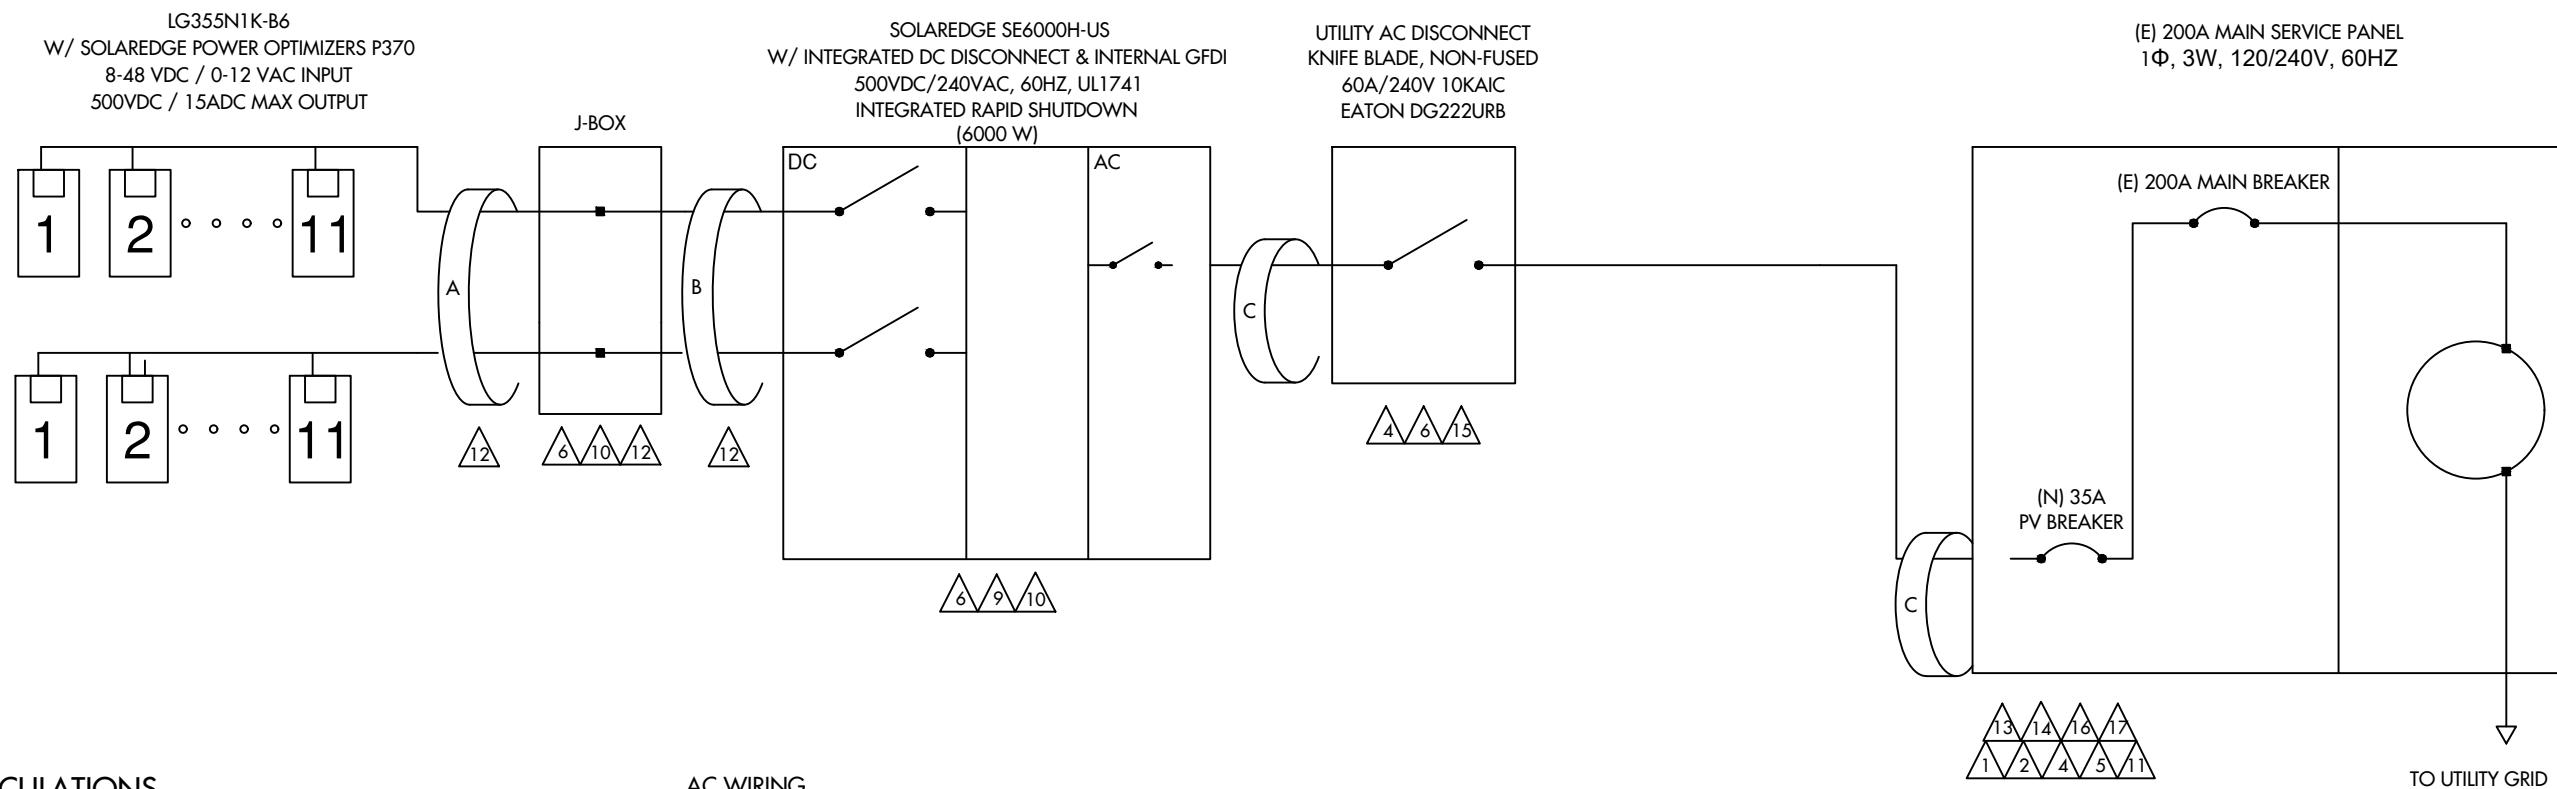 LG355N1K-B6
W/ SOLAREDGE POWER OPTIMIZERS P370
8-48 VDC / 0-12 VAC INPUT
500VDC / 15ADC MAX OUTPUT
J-BOX
SOLAREDGE SE6000H-US
W/ INTEGRATED DC DISCONNECT & INTERNAL GFDI
500VDC/240VAC, 60HZ, UL1741
INTEGRATED RAPID SHUTDOWN
(6000 W)
UTILITY AC DISCONNECT
KNIFE BLADE, NON-FUSED
60A/240V 10KAIC
EATON DG222URB
(E) 200A MAIN SERVICE PANEL
1Φ, 3W, 120/240V, 60HZ
DC
AC
(E) 200A MAIN BREAKER
1 2 11
A
B
C
1 2 11
12
6 10 12
12
4 6 15
(N) 35A
PV BREAKER
6 9 10
C
13 14 16 17
1 2 4 5 11
TO UTILITY GRID
CULATIONS
AC WIRING